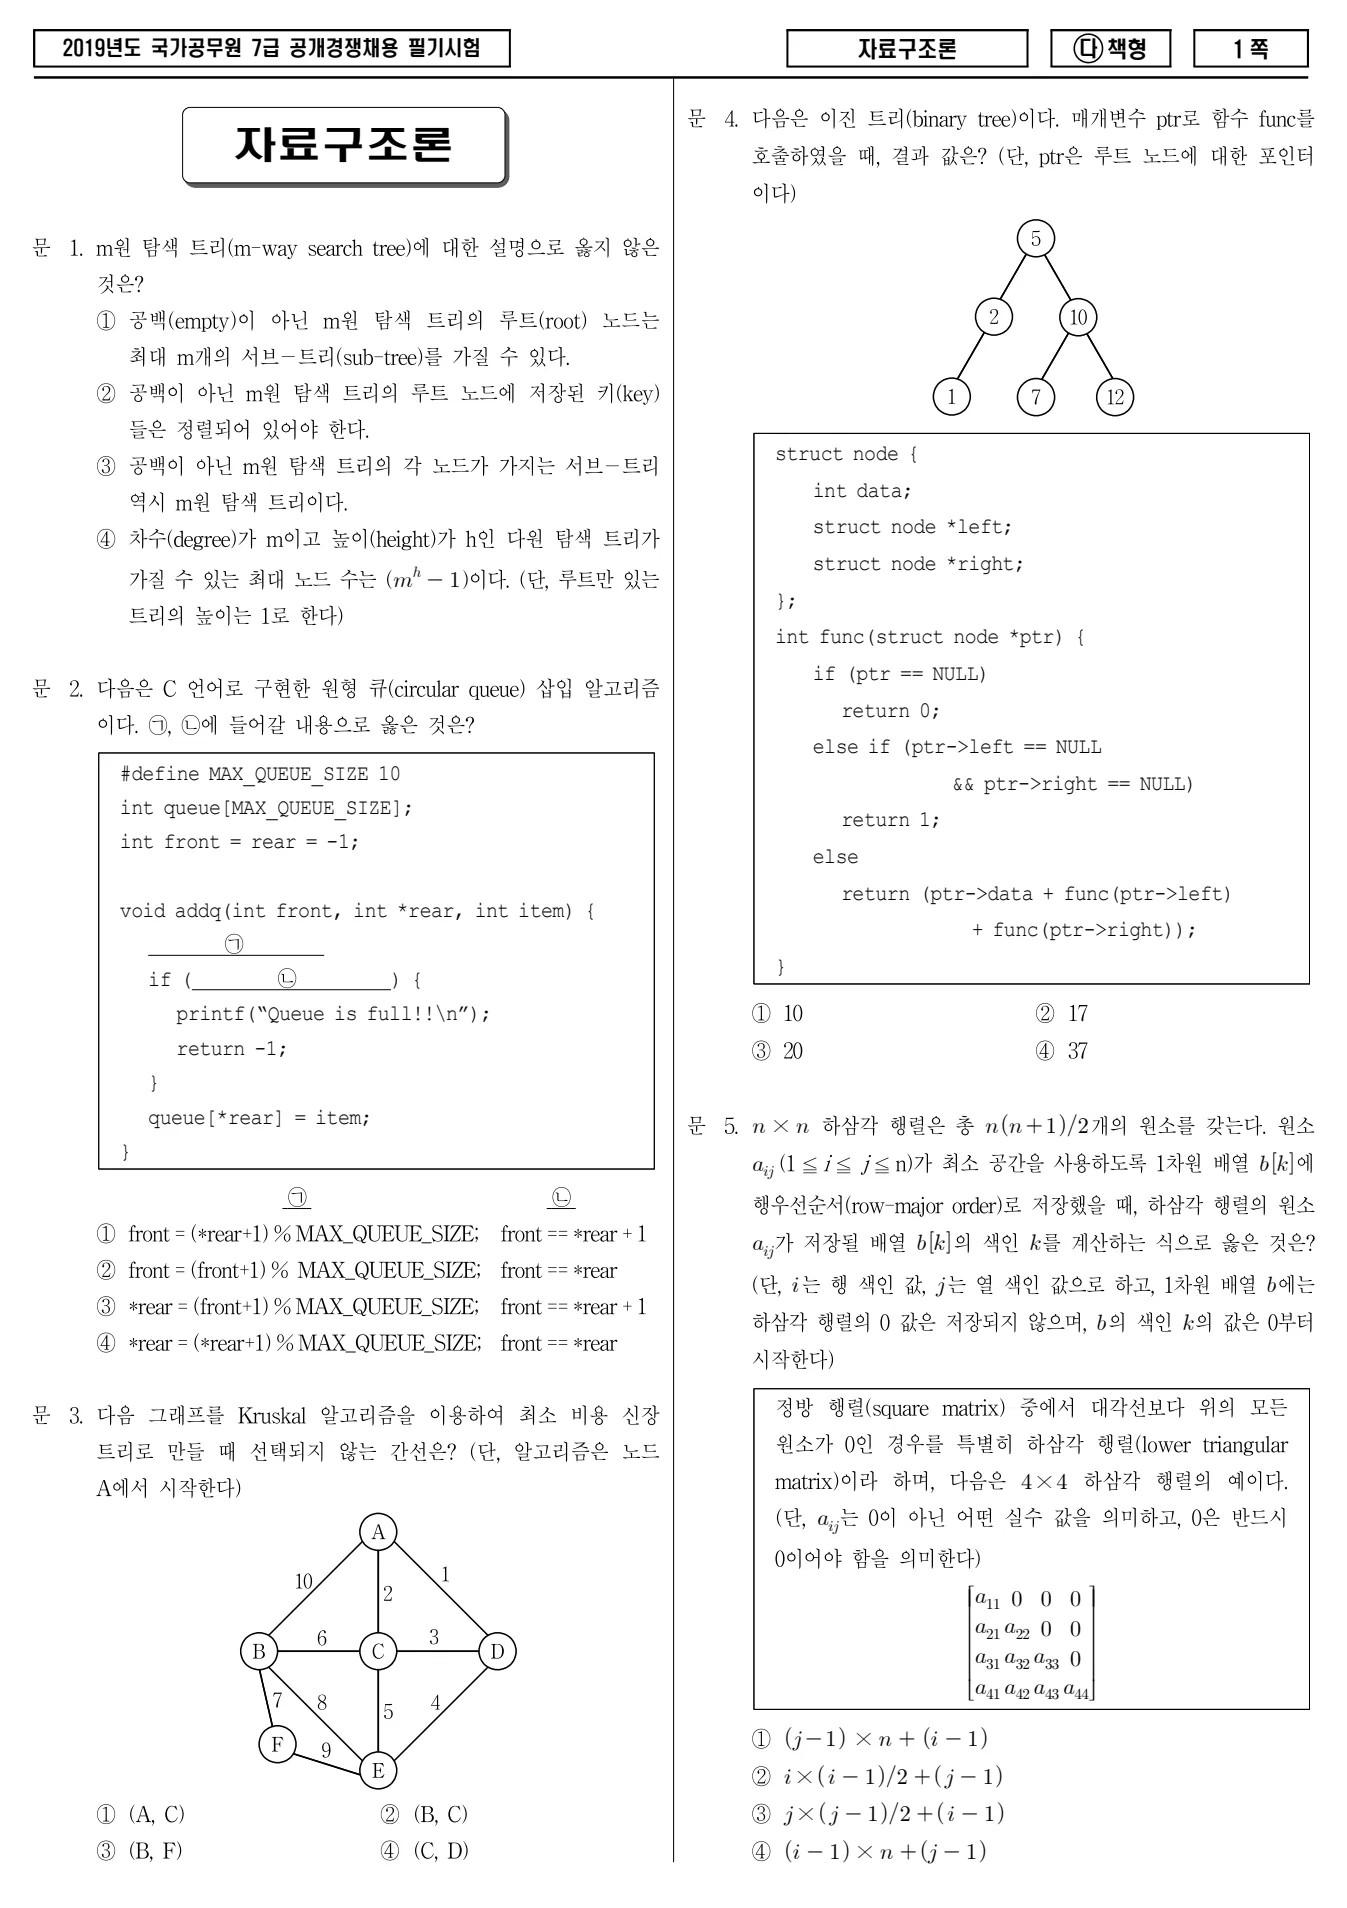 2019년도 국가공무원 7급 공개경쟁채용 필기시험
자료구조론
㉰ 책형
1 쪽
자료구조론
문 1. m원 탐색 트리(m-way search tree)에 대한 설명으로 옳지 않은
것은?
① 공백(empty)이 아닌 m원 탐색 트리의 루트(root) 노드는
최대 m개의 서브-트리(sub-tree)를 가질 수 있다.
② 공백이 아닌 m원 탐색 트리의 루트 노드에 저장된 키(key)
들은 정렬되어 있어야 한다.
③ 공백이 아닌 m원 탐색 트리의 각 노드가 가지는 서브-트리
역시 m원 탐색 트리이다.
④ 차수(degree)가 m이고 높이(height)가 h인 다원 탐색 트리가
가질 수 있는 최대 노드 수는 (m^h − 1)이다. (단, 루트만 있는
트리의 높이는 1로 한다)
문 2. 다음은 C 언어로 구현한 원형 큐(circular queue) 삽입 알고리즘
이다. ㉠, ㉡에 들어갈 내용으로 옳은 것은?
#define MAX_QUEUE_SIZE 10
int queue[MAX_QUEUE_SIZE];
int front = rear = -1;
void addq(int front, int *rear, int item) {
㉠
if ( ㉡ ) {
printf(“Queue is full!!\n”);
return -1;
}
queue[*rear] = item;
}
㉠ ㉡
① front = (*rear+1) % MAX_QUEUE_SIZE; front == *rear + 1
② front = (front+1) % MAX_QUEUE_SIZE; front == *rear
③ *rear = (front+1) % MAX_QUEUE_SIZE; front == *rear + 1
④ *rear = (*rear+1) % MAX_QUEUE_SIZE; front == *rear
문 3. 다음 그래프를 Kruskal 알고리즘을 이용하여 최소 비용 신장
트리로 만들 때 선택되지 않는 간선은? (단, 알고리즘은 노드
A에서 시작한다)
A
10 2 1
6 3
B C D
7 8 5 4
F 9
E
① (A, C) ② (B, C)
③ (B, F) ④ (C, D)
문 4. 다음은 이진 트리(binary tree)이다. 매개변수 ptr로 함수 func를
호출하였을 때, 결과 값은? (단, ptr은 루트 노드에 대한 포인터
이다)
5
2 10
1 7 12
struct node {
int data;
struct node *left;
struct node *right;
};
int func(struct node *ptr) {
if (ptr == NULL)
return 0;
else if (ptr->left == NULL
&& ptr->right == NULL)
return 1;
else
return (ptr->data + func(ptr->left)
+ func(ptr->right));
}
① 10 ② 17
③ 20 ④ 37
문 5. n × n 하삼각 행렬은 총 n(n+1)/2개의 원소를 갖는다. 원소
a_ij (1 ≦ i ≦ j ≦ n)가 최소 공간을 사용하도록 1차원 배열 b[k]에
행우선순서(row-major order)로 저장했을 때, 하삼각 행렬의 원소
a_ij가 저장될 배열 b[k]의 색인 k를 계산하는 식으로 옳은 것은?
(단, i는 행 색인 값, j는 열 색인 값으로 하고, 1차원 배열 b에는
하삼각 행렬의 0 값은 저장되지 않으며, b의 색인 k의 값은 0부터
시작한다)
정방 행렬(square matrix) 중에서 대각선보다 위의 모든
원소가 0인 경우를 특별히 하삼각 행렬(lower triangular
matrix)이라 하며, 다음은 4×4 하삼각 행렬의 예이다.
(단, a_ij는 0이 아닌 어떤 실수 값을 의미하고, 0은 반드시
0이어야 함을 의미한다)
a11 0 0 0
a21 a22 0 0
a31 a32 a33 0
a41 a42 a43 a44
① (j−1) × n + (i − 1)
② i×(i − 1)/2 +(j − 1)
③ j×(j − 1)/2 +(i − 1)
④ (i − 1)× n +(j − 1)